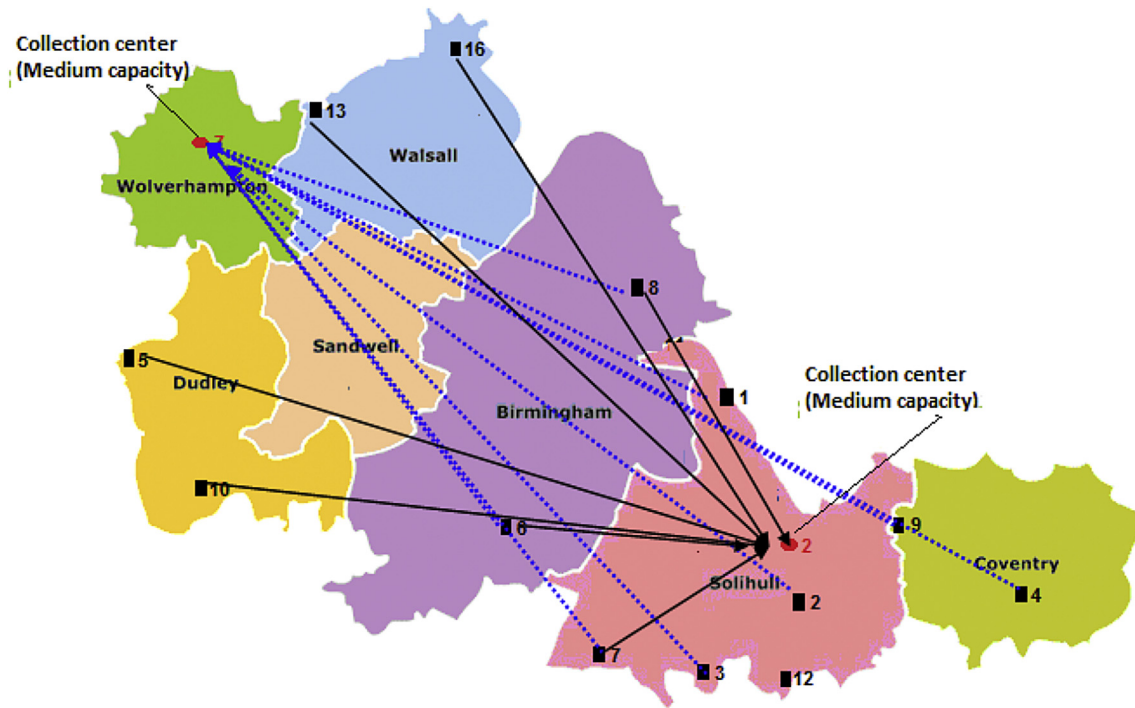 Collection center
(Medium capacity)
16
13
7
Walsall
Wolverhampton
8
Sandwell
5
Dudley
1
Collection center
(Medium capacity)
Birmingham
10
6
9
2
Coventry
Solihull
4
2
7
3
12